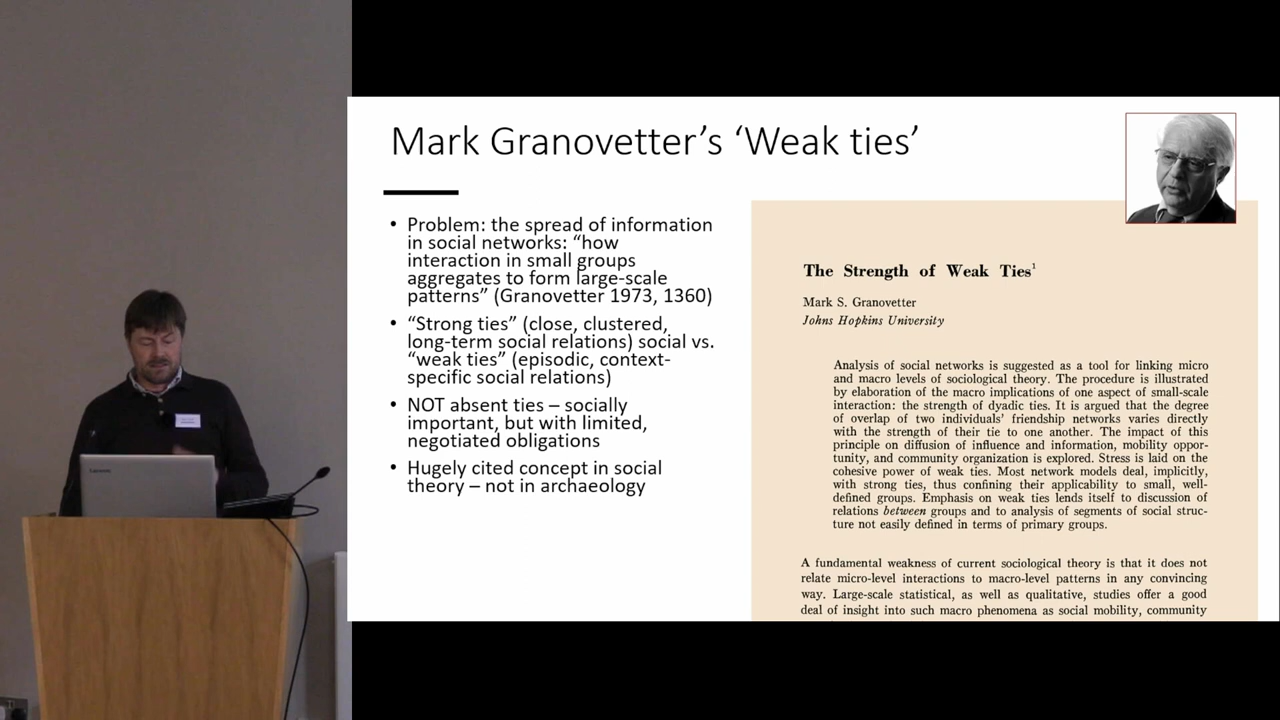 Mark Granovetter’s ‘Weak ties’
• Problem: the spread of information
in social networks: “how
interaction in small groups
aggregates to form large-scale
patterns” (Granovetter 1973, 1360)
• “Strong ties” (close, clustered,
long-term social relations) social vs.
“weak ties” (episodic, context-
specific social relations)
• NOT absent ties – socially
important, but with limited,
negotiated obligations
• Hugely cited concept in social
theory – not in archaeology
The Strength of Weak Ties¹
Mark S. Granovetter
Johns Hopkins University
Analysis of social networks is suggested as a tool for linking micro
and macro levels of sociological theory. The procedure is illustrated
by elaboration of the macro implications of one aspect of small-scale
interaction: the strength of dyadic ties. It is argued that the degree
of overlap of two individuals' friendship networks varies directly
with the strength of their tie to one another. The impact of this
principle on diffusion of influence and information, mobility oppor-
tunity, and community organization is explored. Stress is laid on the
cohesive power of weak ties. Most network models deal, implicitly,
with strong ties, thus confining their applicability to small, well-
defined groups. Emphasis on weak ties lends itself to discussion of
relations between groups and to analysis of segments of social struc-
ture not easily defined in terms of primary groups.
A fundamental weakness of current sociological theory is that it does not
relate micro-level interactions to macro-level patterns in any convincing
way. Large-scale statistical, as well as qualitative, studies offer a good
deal of insight into such macro phenomena as social mobility, community
Lenovo